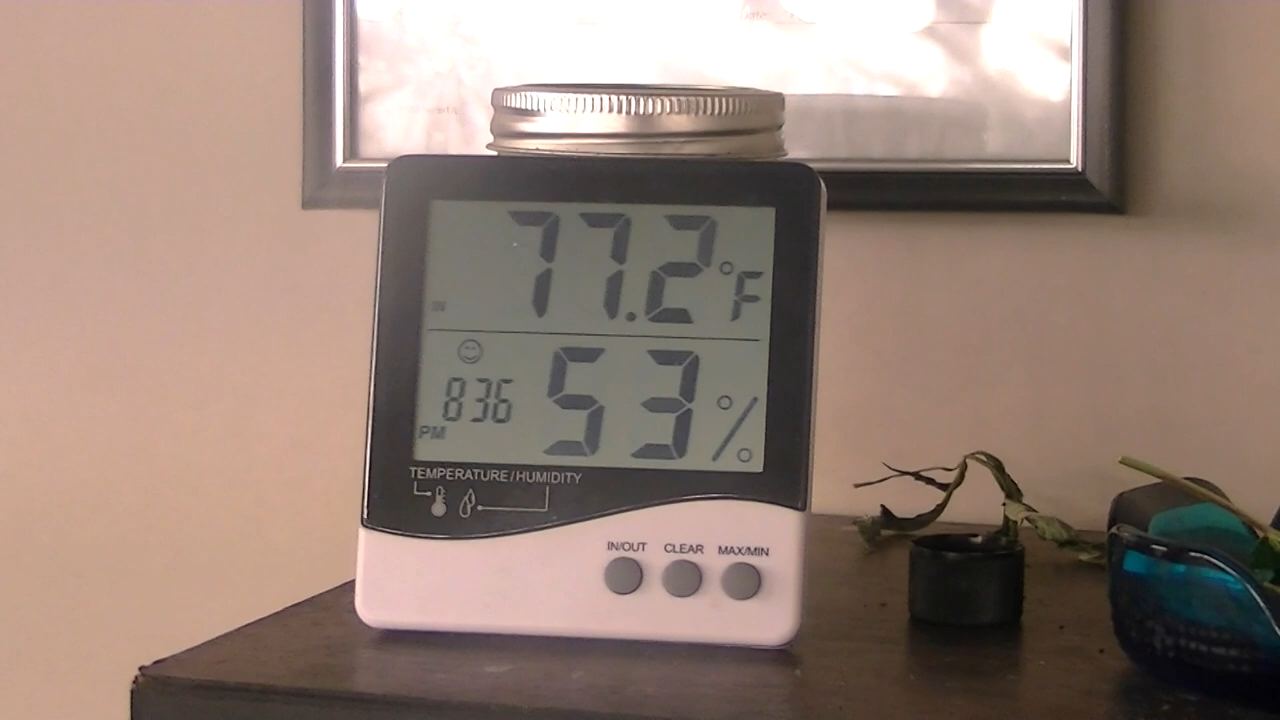 77.2°F
IN
53%
836
PM
TEMPERATURE/HUMIDITY
IN/OUT CLEAR MAX/MIN